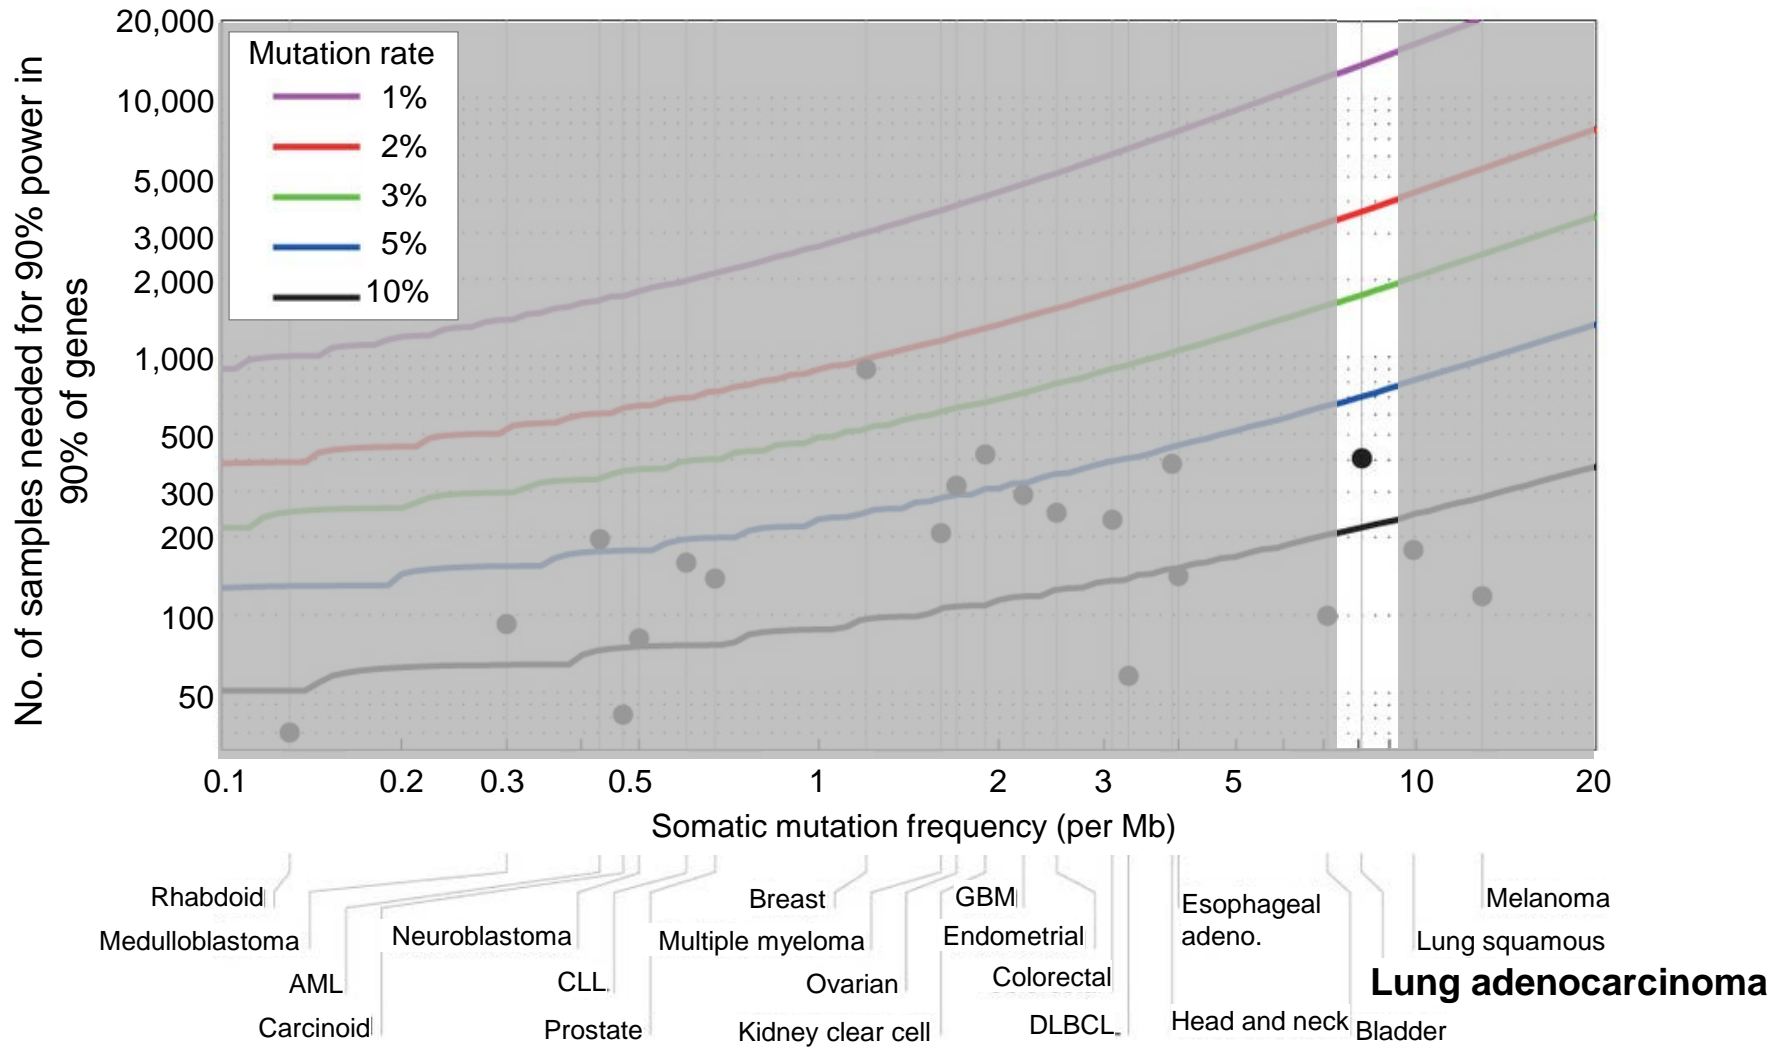 No. of samples needed for 90% power in
90% of genes
20,000
10,000
5,000
3,000
2,000
1,000
500
300
200
100
50
Mutation rate
1%
2%
3%
5%
10%
0.1 0.2 0.3 0.5 1 2 3 5 10 20
Somatic mutation frequency (per Mb)
Rhabdoid
Medulloblastoma
AML
Carcinoid
Neuroblastoma
CLL
Prostate
Breast
Multiple myeloma
Ovarian
Kidney clear cell
GBM
Endometrial
Colorectal
DLBCL
Esophageal
adeno.
Head and neck
Bladder
Lung adenocarcinoma
Lung squamous
Melanoma